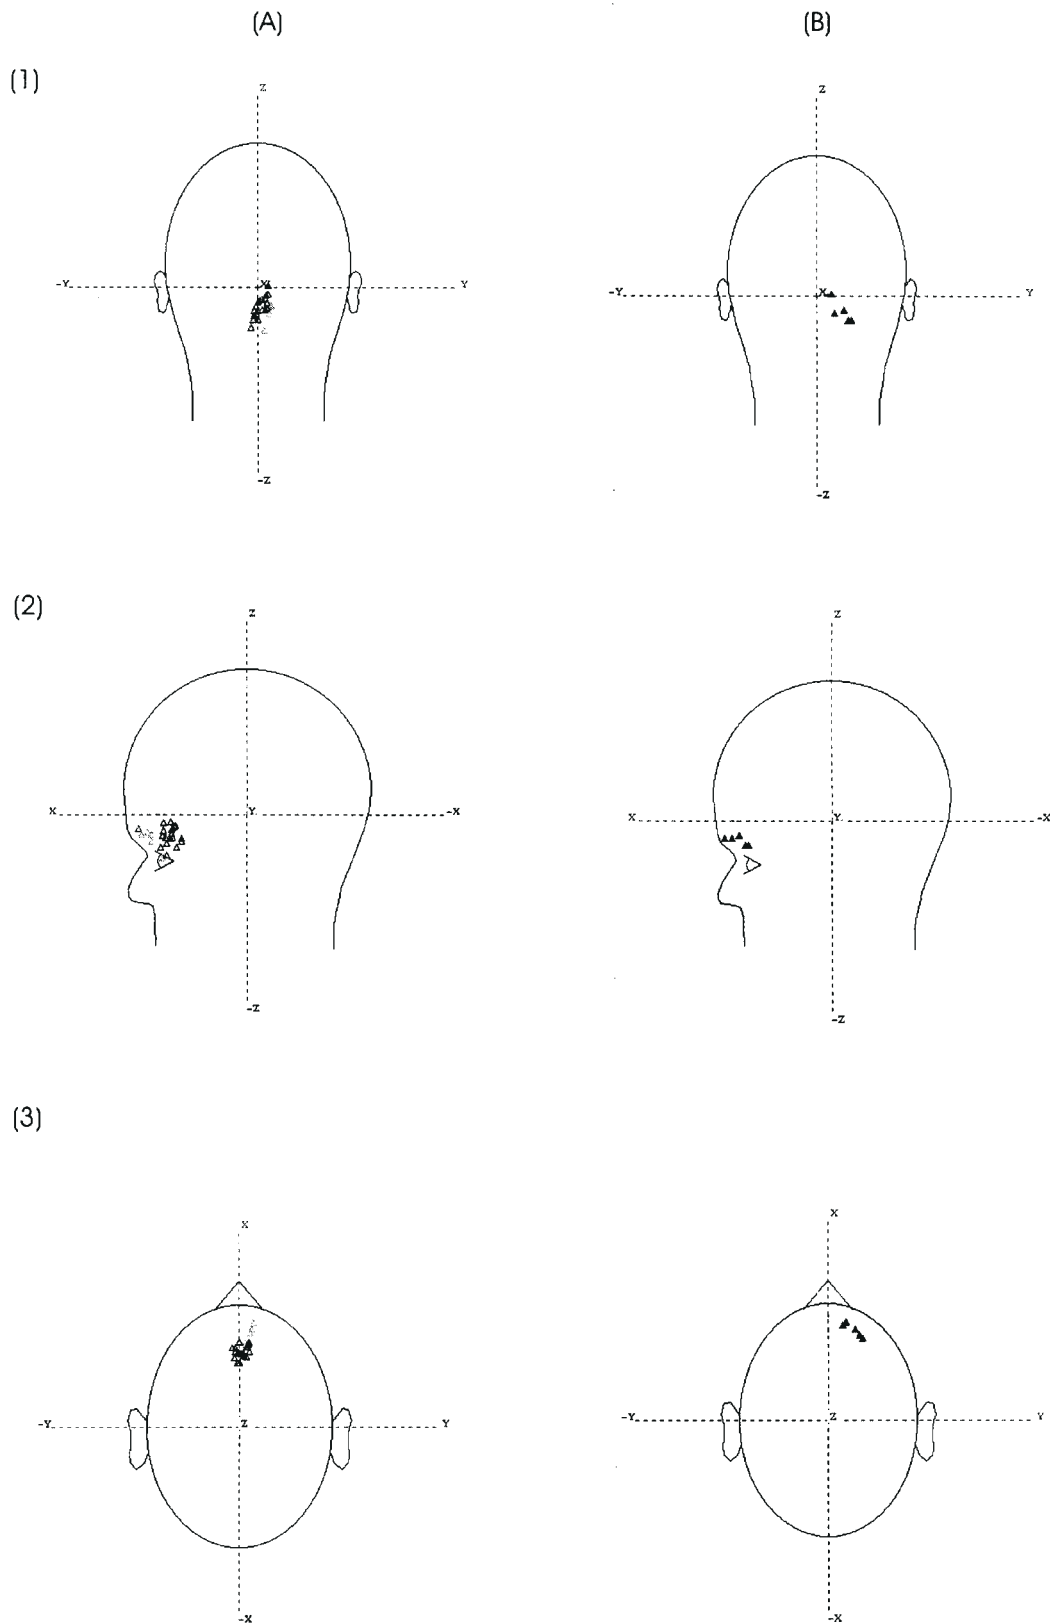 (A) (B)
(1)
Z Z
-Y X Y -Y X Y
-Z -Z
(2)
Z Z
X Y -X X Y -X
-Z -Z
(3)
X X
-Y Z Y -Y Z Y
-X -X